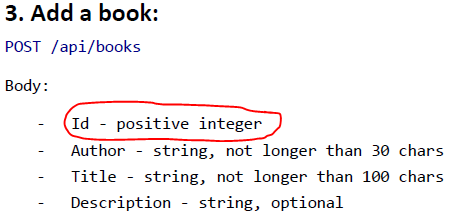 3. Add a book:
POST /api/books
Body:
- Id - positive integer
- Author - string, not longer than 30 chars
- Title - string, not longer than 100 chars
- Description - string, optional